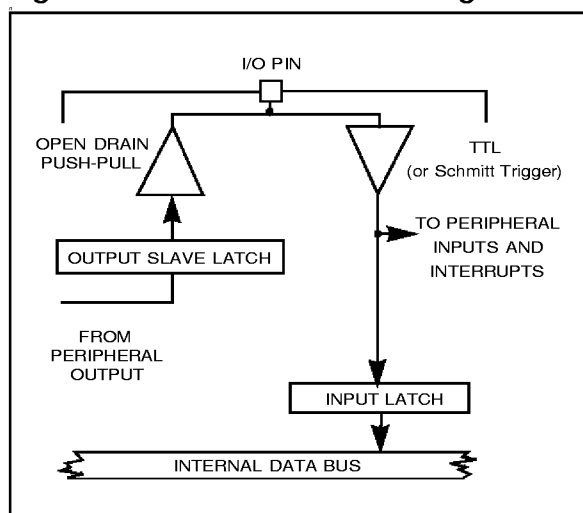 I/O PIN
OPEN DRAIN
PUSH-PULL
TTL
(or Schmitt Trigger)
TO PERIPHERAL
INPUTS AND
INTERRUPTS
OUTPUT SLAVE LATCH
FROM
PERIPHERAL
OUTPUT
INPUT LATCH
INTERNAL DATA BUS